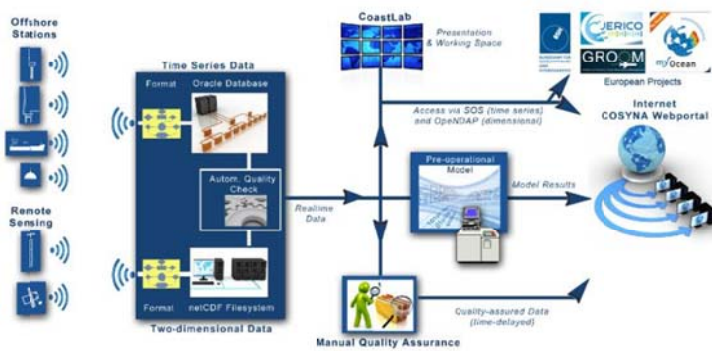 Offshore
Stations
Remote
Sensing
Time Series Data
Format
Oracle Database
Autom. Quality
Check
Format
netCDF Filesystem
Two-dimensional Data
Realtime
Data
CoastLab
Presentation
& Working Space
Access via SOS (time series)
and OpeNDAP (dimensional)
Pre-operational
Model
Model Results
Manual Quality Assurance
Quality-assured Data
(time-delayed)
JERICO
GROOM
myOcean
European Projects
Internet
COSYNA Webportal